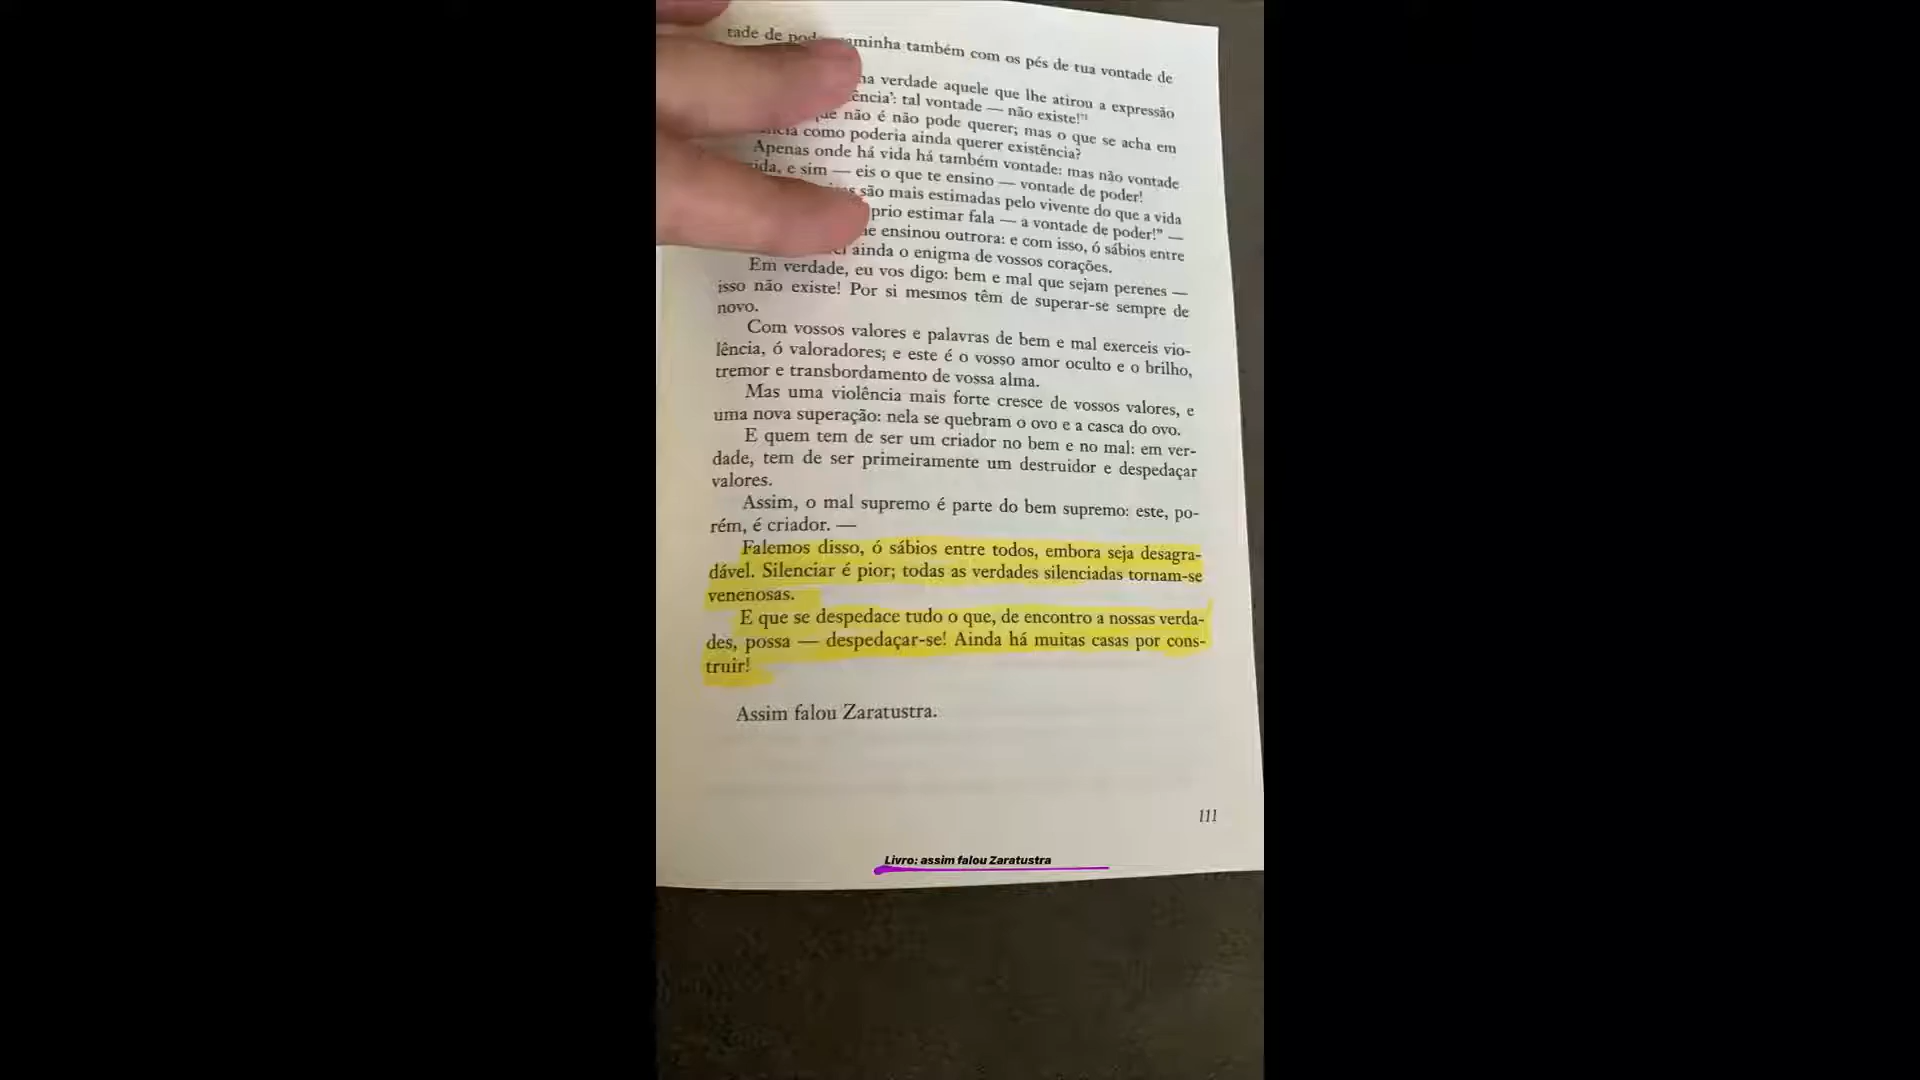 tade de pod caminha também com os pés de tua vontade de
na verdade aquele que lhe atirou a expressão
ência’: tal vontade — não existe!”
que não é não pode querer; mas o que se acha em
ência como poderia ainda querer existência?
Apenas onde há vida há também vontade: mas não vontade
vida, e sim — eis o que te ensino — vontade de poder!
são mais estimadas pelo vivente do que a vida
prio estimar fala — a vontade de poder!” —
me ensinou outrora: e com isso, ó sábios entre
ainda o enigma de vossos corações.
Em verdade, eu vos digo: bem e mal que sejam perenes —
isso não existe! Por si mesmos têm de superar-se sempre de
novo.
Com vossos valores e palavras de bem e mal exerceis vio-
lência, ó valoradores; e este é o vosso amor oculto e o brilho,
tremor e transbordamento de vossa alma.
Mas uma violência mais forte cresce de vossos valores, e
uma nova superação: nela se quebram o ovo e a casca do ovo.
E quem tem de ser um criador no bem e no mal: em ver-
dade, tem de ser primeiramente um destruidor e despedaçar
valores.
Assim, o mal supremo é parte do bem supremo: este, po-
rém, é criador. —
Falemos disso, ó sábios entre todos, embora seja desagra-
dável. Silenciar é pior; todas as verdades silenciadas tornam-se
venenosas.
E que se despedace tudo o que, de encontro a nossas verda-
des, possa — despedaçar-se! Ainda há muitas casas por cons-
truir!
Assim falou Zaratustra.
111
Livro: assim falou Zaratustra